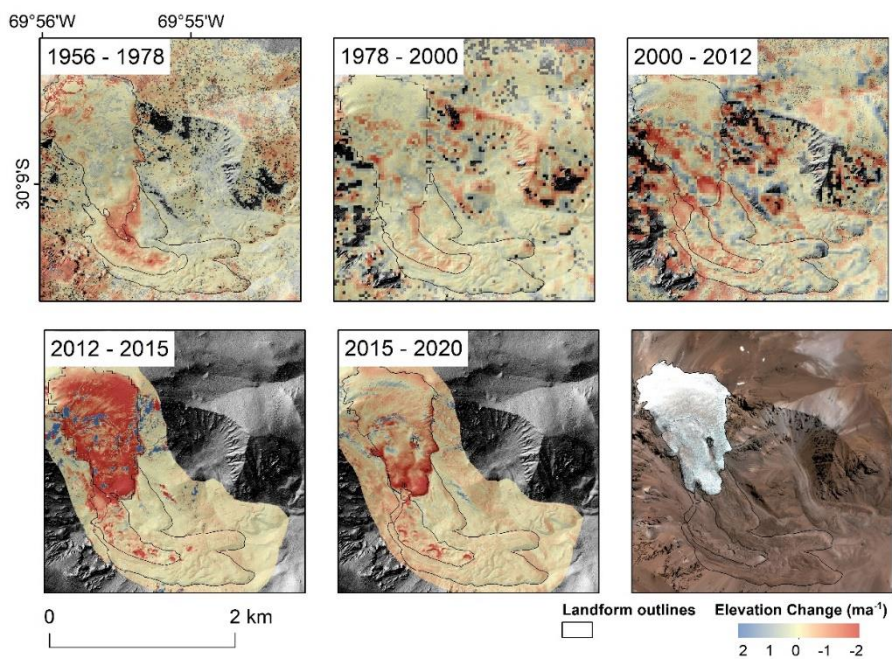 69°56'W 69°55'W
1956 - 1978
1978 - 2000
2000 - 2012
30°9'S
2012 - 2015
2015 - 2020
0 2 km
Landform outlines
Elevation Change (ma⁻¹)
2 1 0 -1 -2